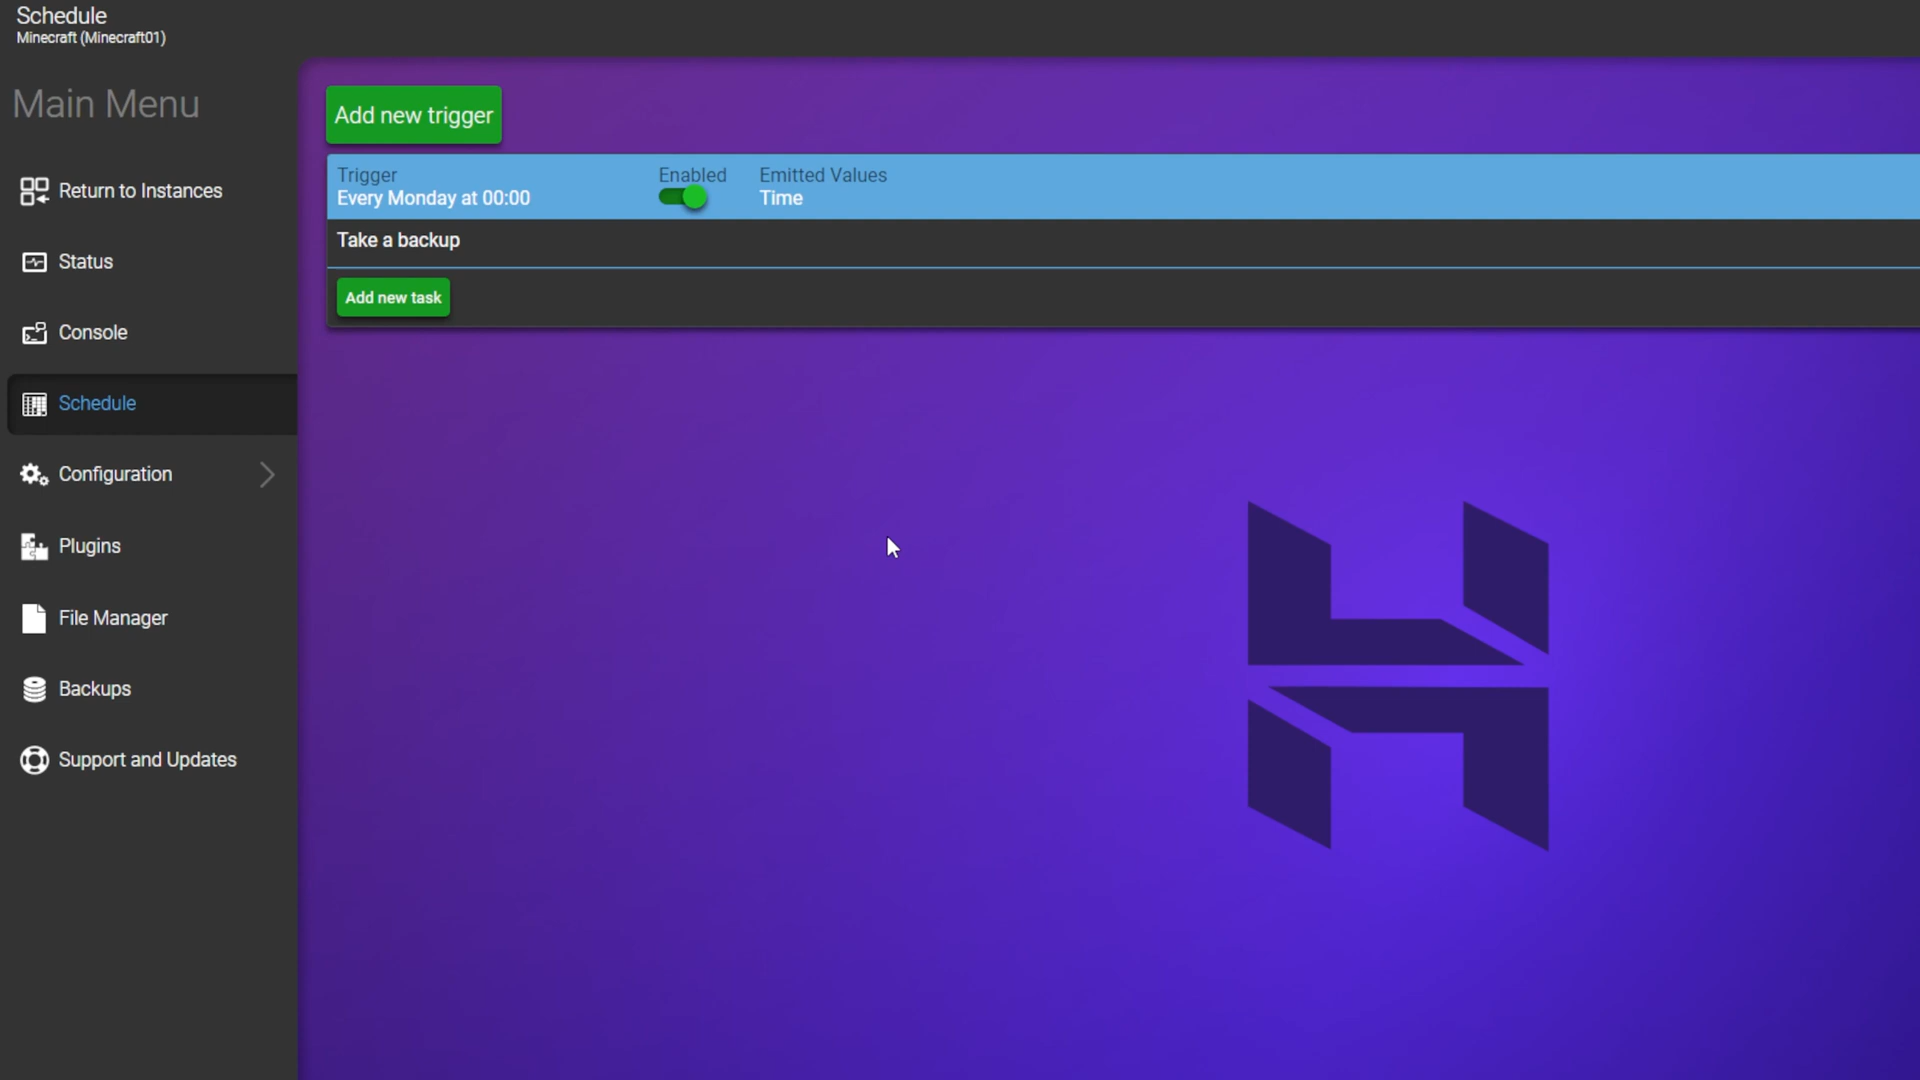 Schedule
Minecraft (Minecraft01)
Main Menu
Return to Instances
Status
Console
Schedule
Configuration
Plugins
File Manager
Backups
Support and Updates
Add new trigger
Trigger Enabled Emitted Values
Every Monday at 00:00 Time
Take a backup
Add new task